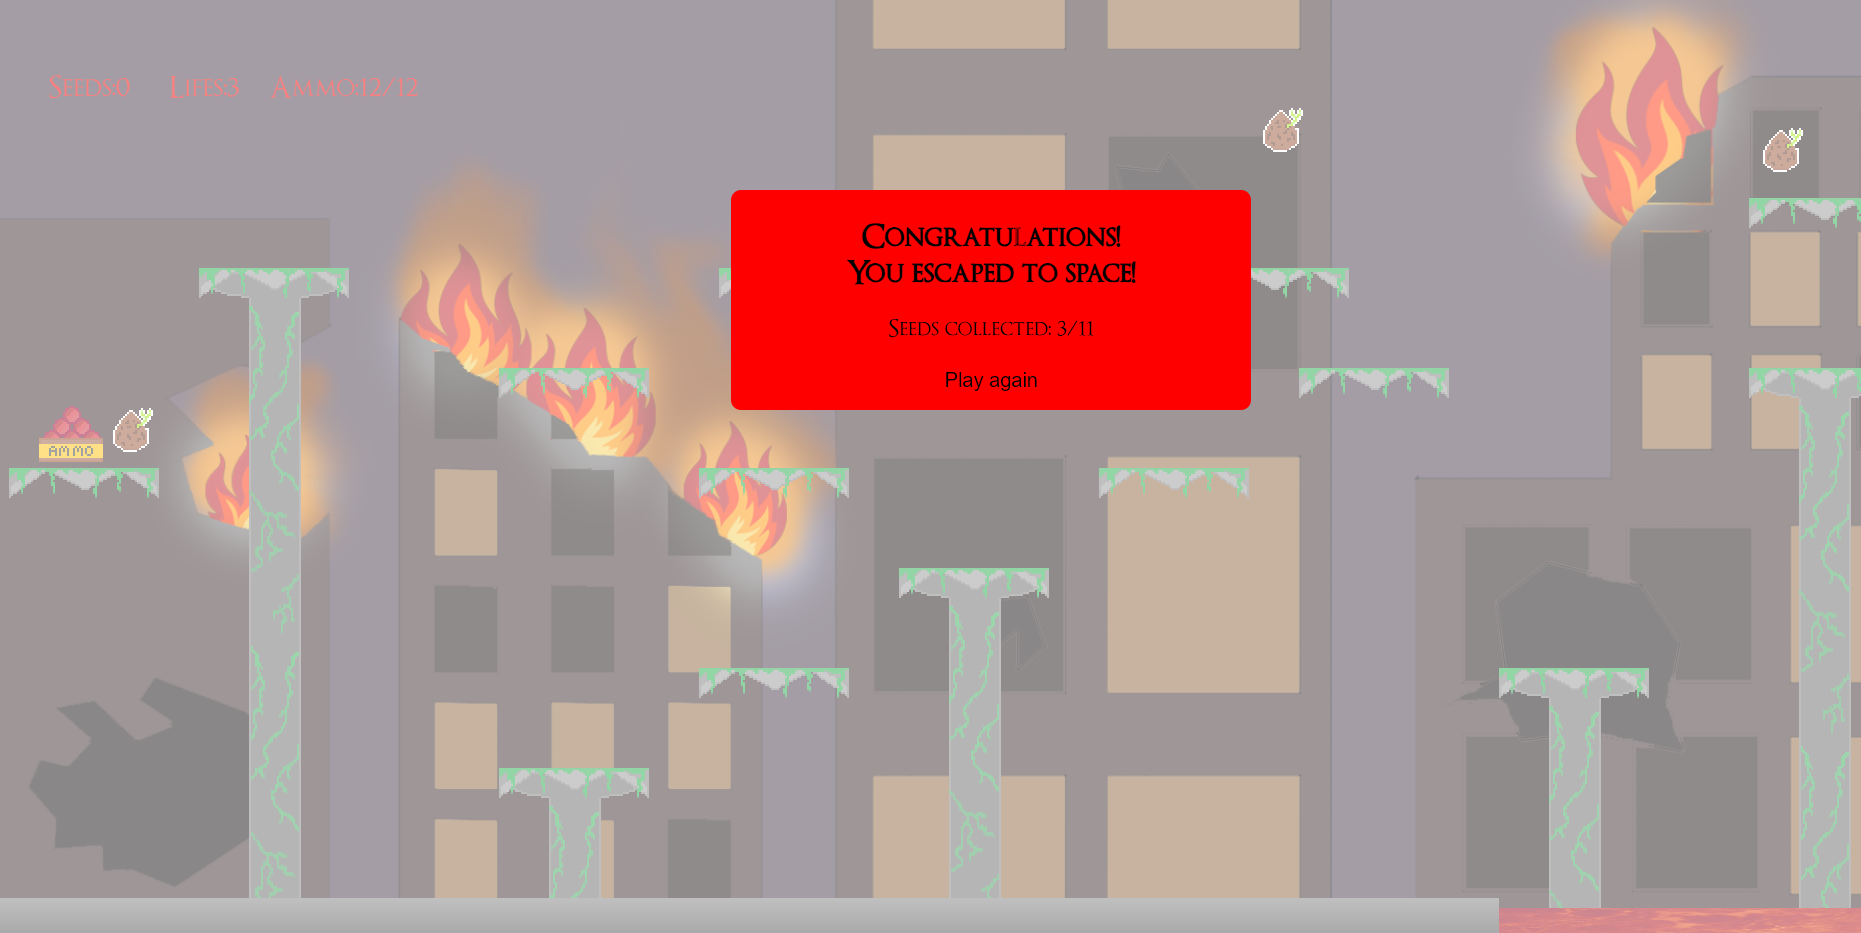 Seeds:0 Lifes:3 Ammo:12/12
Congratulations!
You escaped to space!
Seeds collected: 3/11
Play again
AMMO